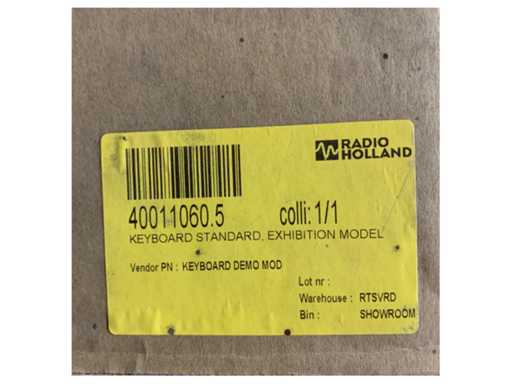 RADIO
HOLLAND
40011060.5 colli: 1/1
KEYBOARD STANDARD, EXHIBITION MODEL
Vendor PN : KEYBOARD DEMO MOD
Lot nr :
Warehouse : RTSVRD
Bin : SHOWROOM